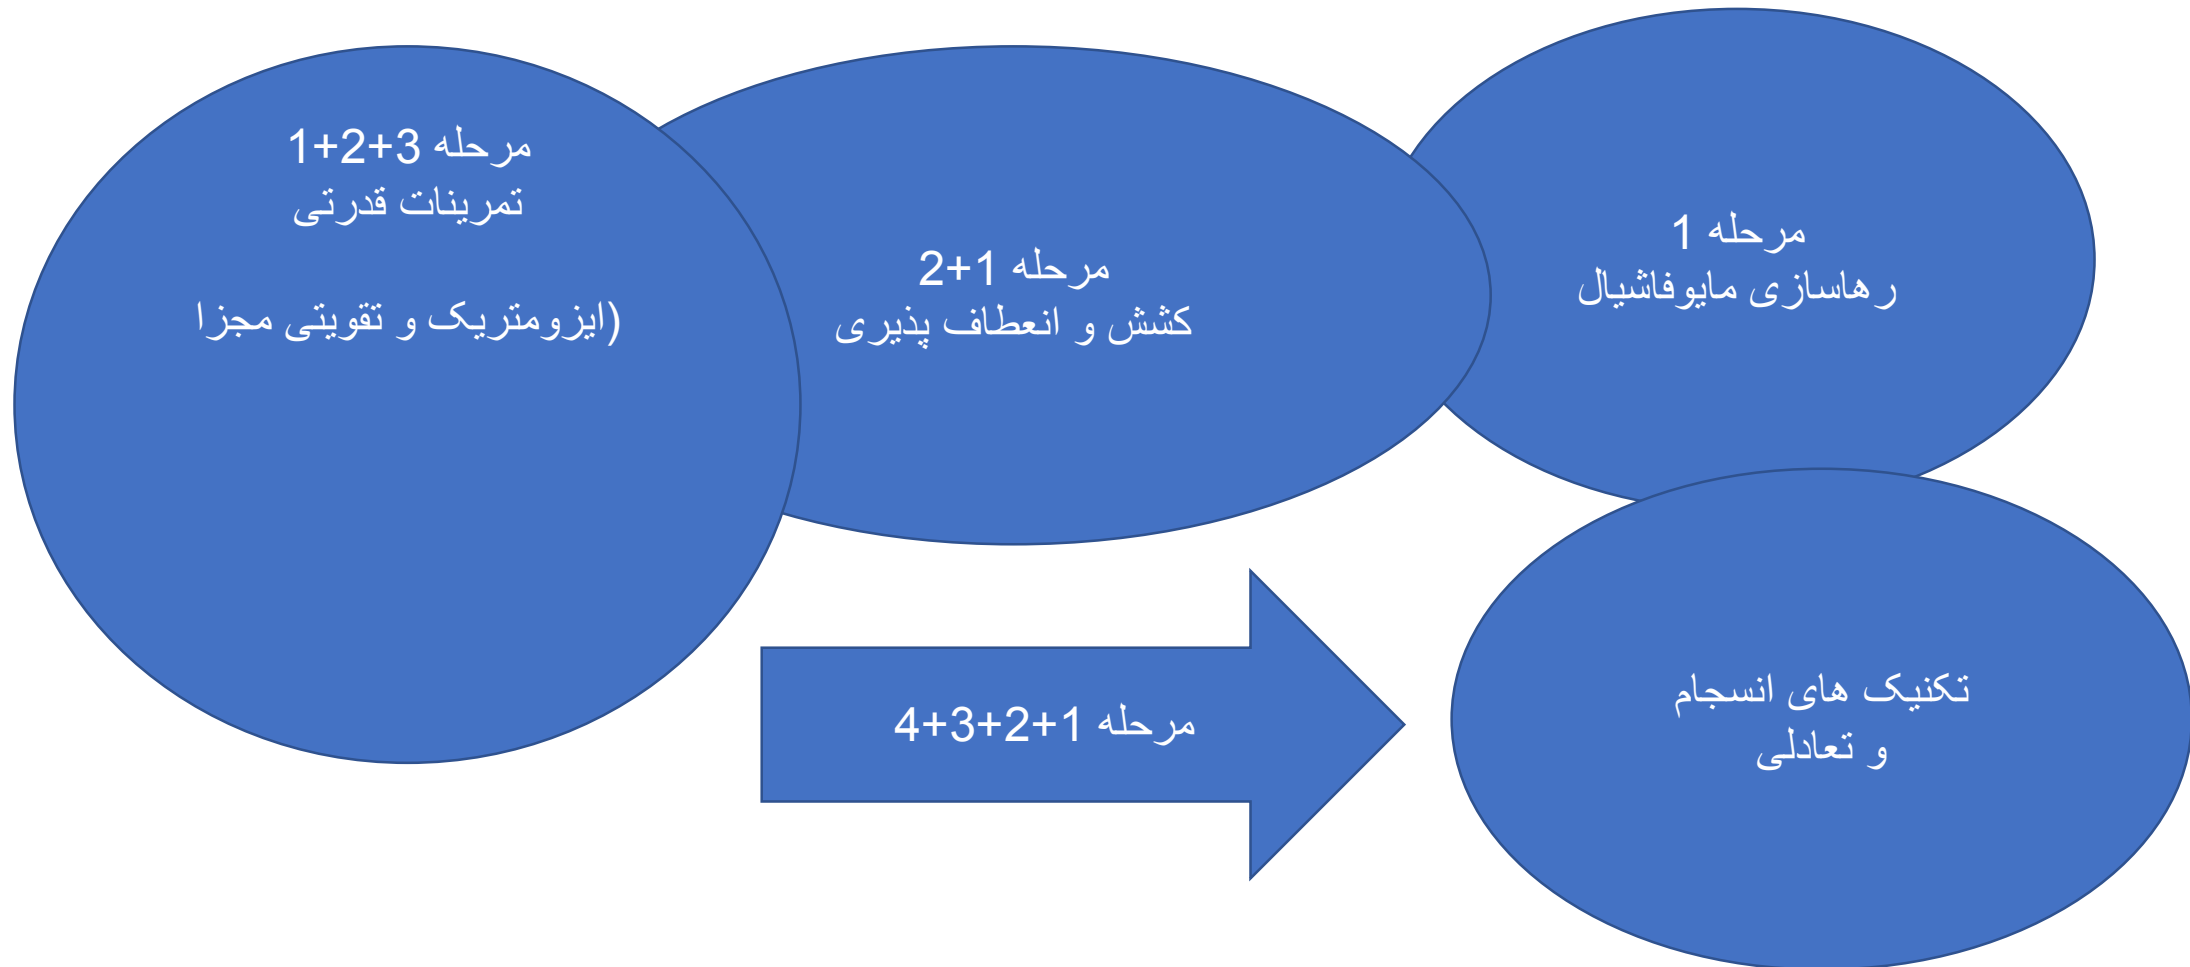 مرحله 1
رهاسازی مایوفاشیال
مرحله 1+2
کشش و انعطاف پذیری
مرحله 3+2+1
تمرینات قدرتی
(ایزومتریک و تقویتی مجزا
مرحله 1+2+3+4
تکنیک های انسجام
و تعادلی